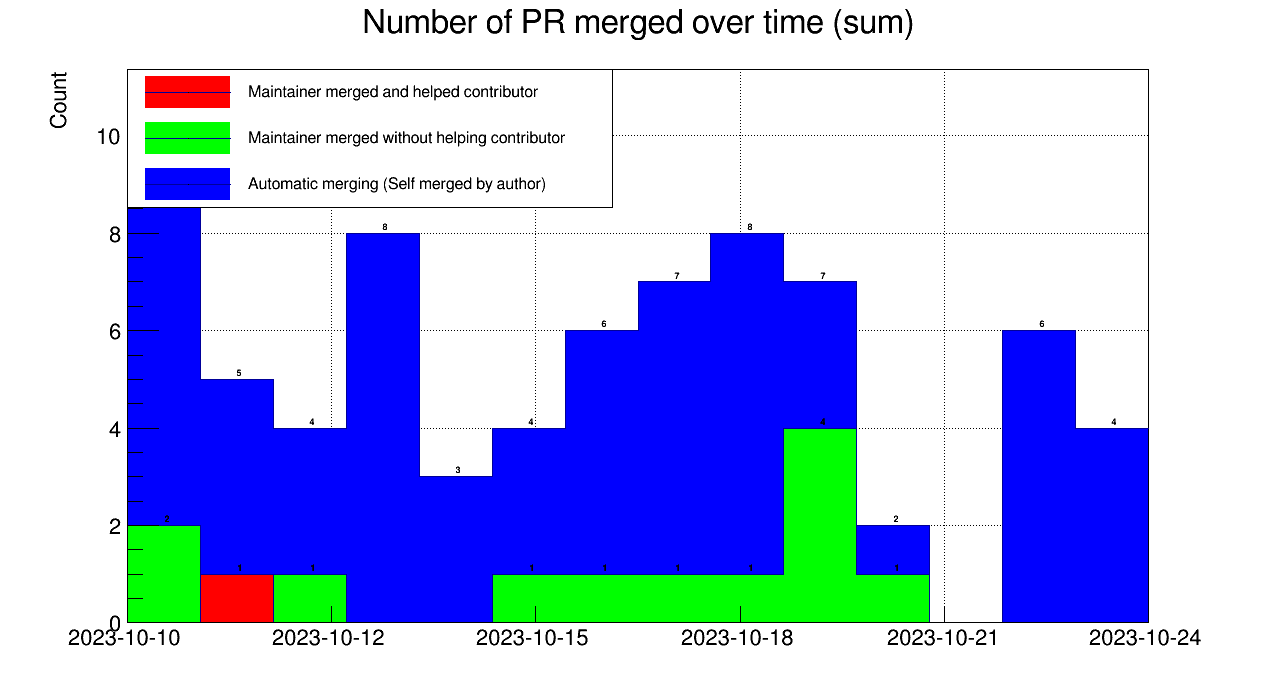 Number of PR merged over time (sum)
Count
Maintainer merged and helped contributor
Maintainer merged without helping contributor
Automatic merging (Self merged by author)
10
8
6
4
2
0
8 8
7 7
6 6
5
4 4 4 4
3
2 2
1 1 1 1 1 1 1
2023-10-10 2023-10-12 2023-10-15 2023-10-18 2023-10-21 2023-10-24